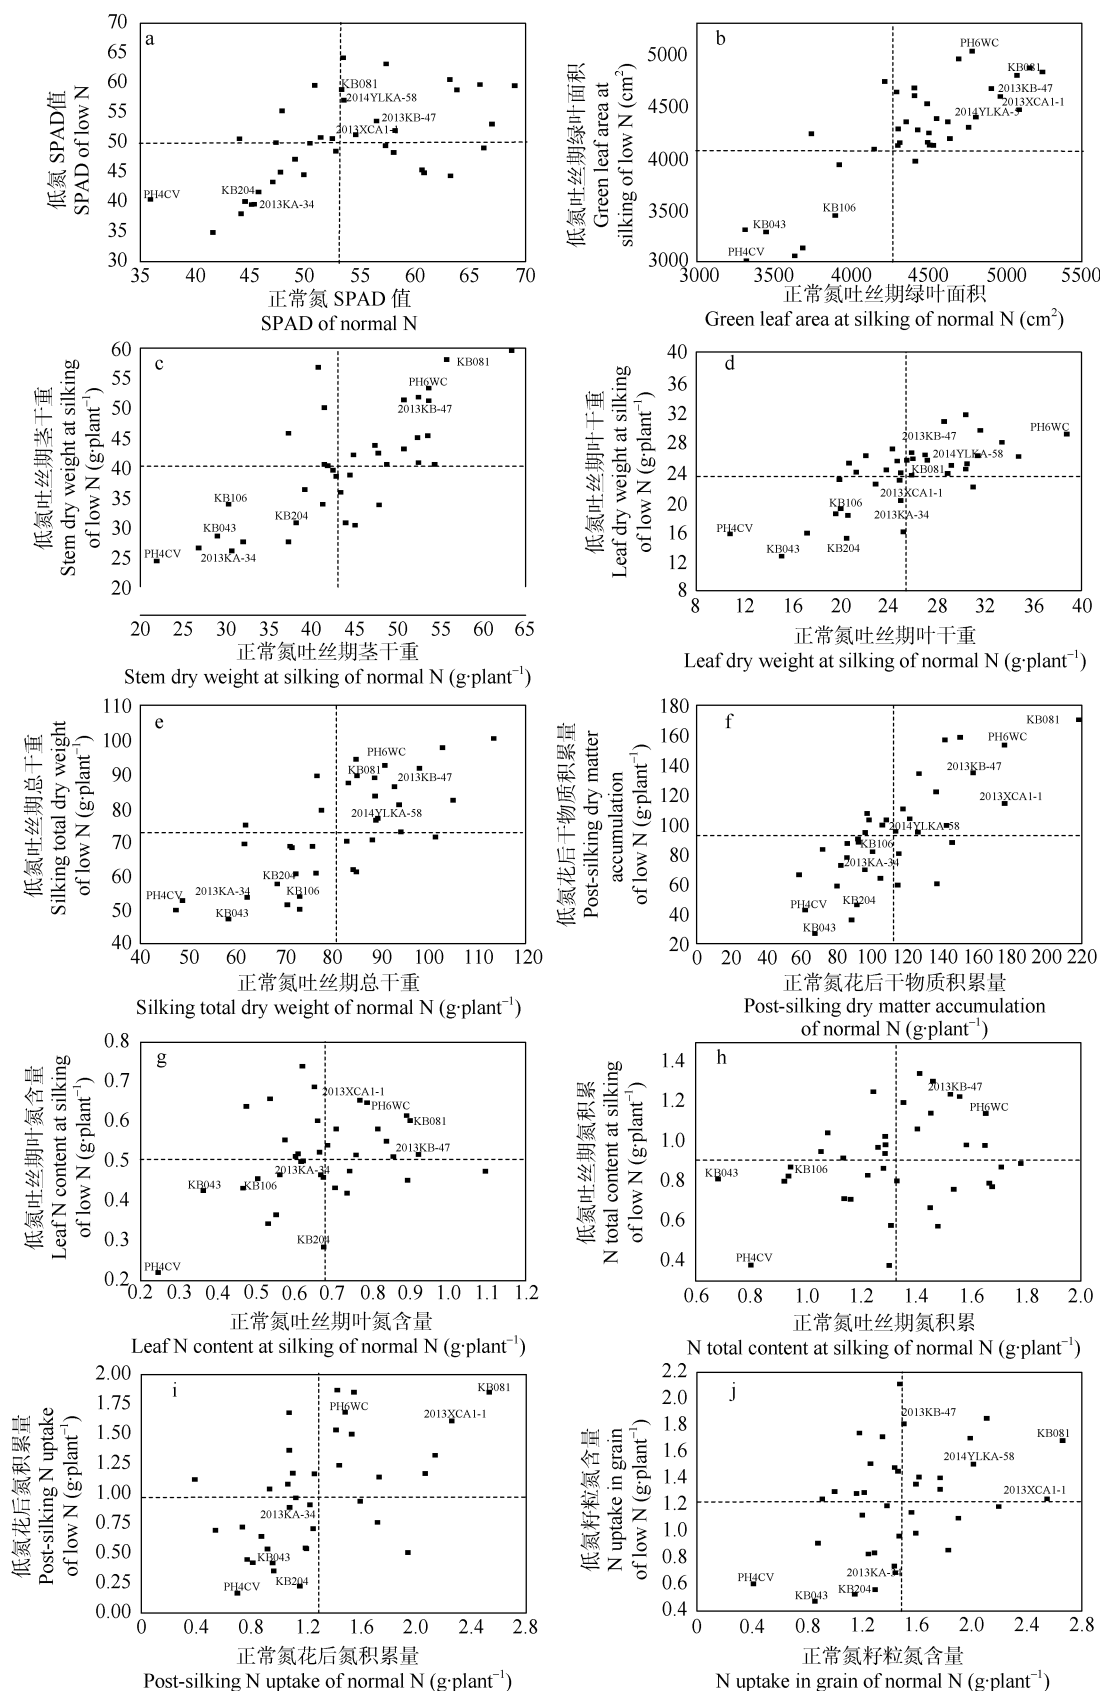 a
低氮 SPAD值
SPAD of low N
70
65
60
55
50
45
40
35
30
KB081
2014YLKA-58
2013KB-47
2013XCA1-1
PH4CV
KB204
2013KA-34
35 40 45 50 55 60 65 70
正常氮 SPAD 值
SPAD of normal N
b
低氮吐丝期绿叶面积
Green leaf area at
silking of low N (cm²)
5000
4500
4000
3500
3000
PH6WC
KB081
2013KB-47
2013XCA1-1
2014YLKA-5
KB106
KB043
PH4CV
3000 3500 4000 4500 5000 5500
正常氮吐丝期绿叶面积
Green leaf area at silking of normal N (cm²)
c
低氮吐丝期茎干重
Stem dry weight at silking
of low N (g·plant⁻¹)
60
55
50
45
40
35
30
25
20
KB081
PH6WC
2013KB-47
KB106
KB204
KB043
PH4CV
2013KA-34
20 25 30 35 40 45 50 55 60 65
正常氮吐丝期茎干重
Stem dry weight at silking of normal N (g·plant⁻¹)
d
低氮吐丝期叶干重
Leaf dry weight at silking
of low N (g·plant⁻¹)
40
36
32
28
24
20
16
12
8
PH6WC
2013KB-47
2014YLKA-58
KB081
2013XCA1-1
KB106
2013KA-34
PH4CV
KB043
KB204
8 12 16 20 24 28 32 36 40
正常氮吐丝期叶干重
Leaf dry weight at silking of normal N (g·plant⁻¹)
e
低氮吐丝期总干重
Silking total dry weight
of low N (g·plant⁻¹)
110
100
90
80
70
60
50
40
PH6WC
KB081
2013KB-47
2014YLKA-58
KB204
2013KA-34
KB106
PH4CV
KB043
40 50 60 70 80 90 100 110 120
正常氮吐丝期总干重
Silking total dry weight of normal N (g·plant⁻¹)
f
低氮花后干物质积累量
Post-silking dry matter
accumulation
of low N (g·plant⁻¹)
180
160
140
120
100
80
60
40
20
KB081
PH6WC
2013KB-47
2013XCA1-1
2014YLKA-58
KB106
2013KA-34
PH4CV
KB204
KB043
0 20 40 60 80 100 120 140 160 180 200 220
正常氮花后干物质积累量
Post-silking dry matter accumulation
of normal N (g·plant⁻¹)
g
低氮吐丝期叶氮含量
Leaf N content at silking
of low N (g·plant⁻¹)
0.8
0.7
0.6
0.5
0.4
0.3
0.2
2013XCA1-1
PH6WC
KB081
2013KB-47
2013KA-34
KB043
KB106
KB204
PH4CV
0.2 0.3 0.4 0.5 0.6 0.7 0.8 0.9 1.0 1.1 1.2
正常氮吐丝期叶氮含量
Leaf N content at silking of normal N (g·plant⁻¹)
h
低氮吐丝期氮积累
N total content at silking
of low N (g·plant⁻¹)
1.4
1.2
1.0
0.8
0.6
0.4
2013KB-47
PH6WC
KB043
KB106
PH4CV
0.6 0.8 1.0 1.2 1.4 1.6 1.8 2.0
正常氮吐丝期氮积累
N total content at silking of normal N (g·plant⁻¹)
i
低氮花后氮积累量
Post-silking N uptake
of low N (g·plant⁻¹)
2.00
1.75
1.50
1.25
1.00
0.75
0.50
0.25
0.00
KB081
PH6WC
2013XCA1-1
2013KA-34
KB043
KB204
PH4CV
0 0.4 0.8 1.2 1.6 2.0 2.4 2.8
正常氮花后氮积累量
Post-silking N uptake of normal N (g·plant⁻¹)
j
低氮籽粒氮含量
N uptake in grain
of low N (g·plant⁻¹)
2.2
2.0
1.8
1.6
1.4
1.2
1.0
0.8
0.6
0.4
2013KB-47
KB081
2014YLKA-58
2013XCA1-1
2013KA-34
PH4CV
KB204
KB043
0 0.4 0.8 1.2 1.6 2.0 2.4 2.8
正常氮籽粒氮含量
N uptake in grain of normal N (g·plant⁻¹)